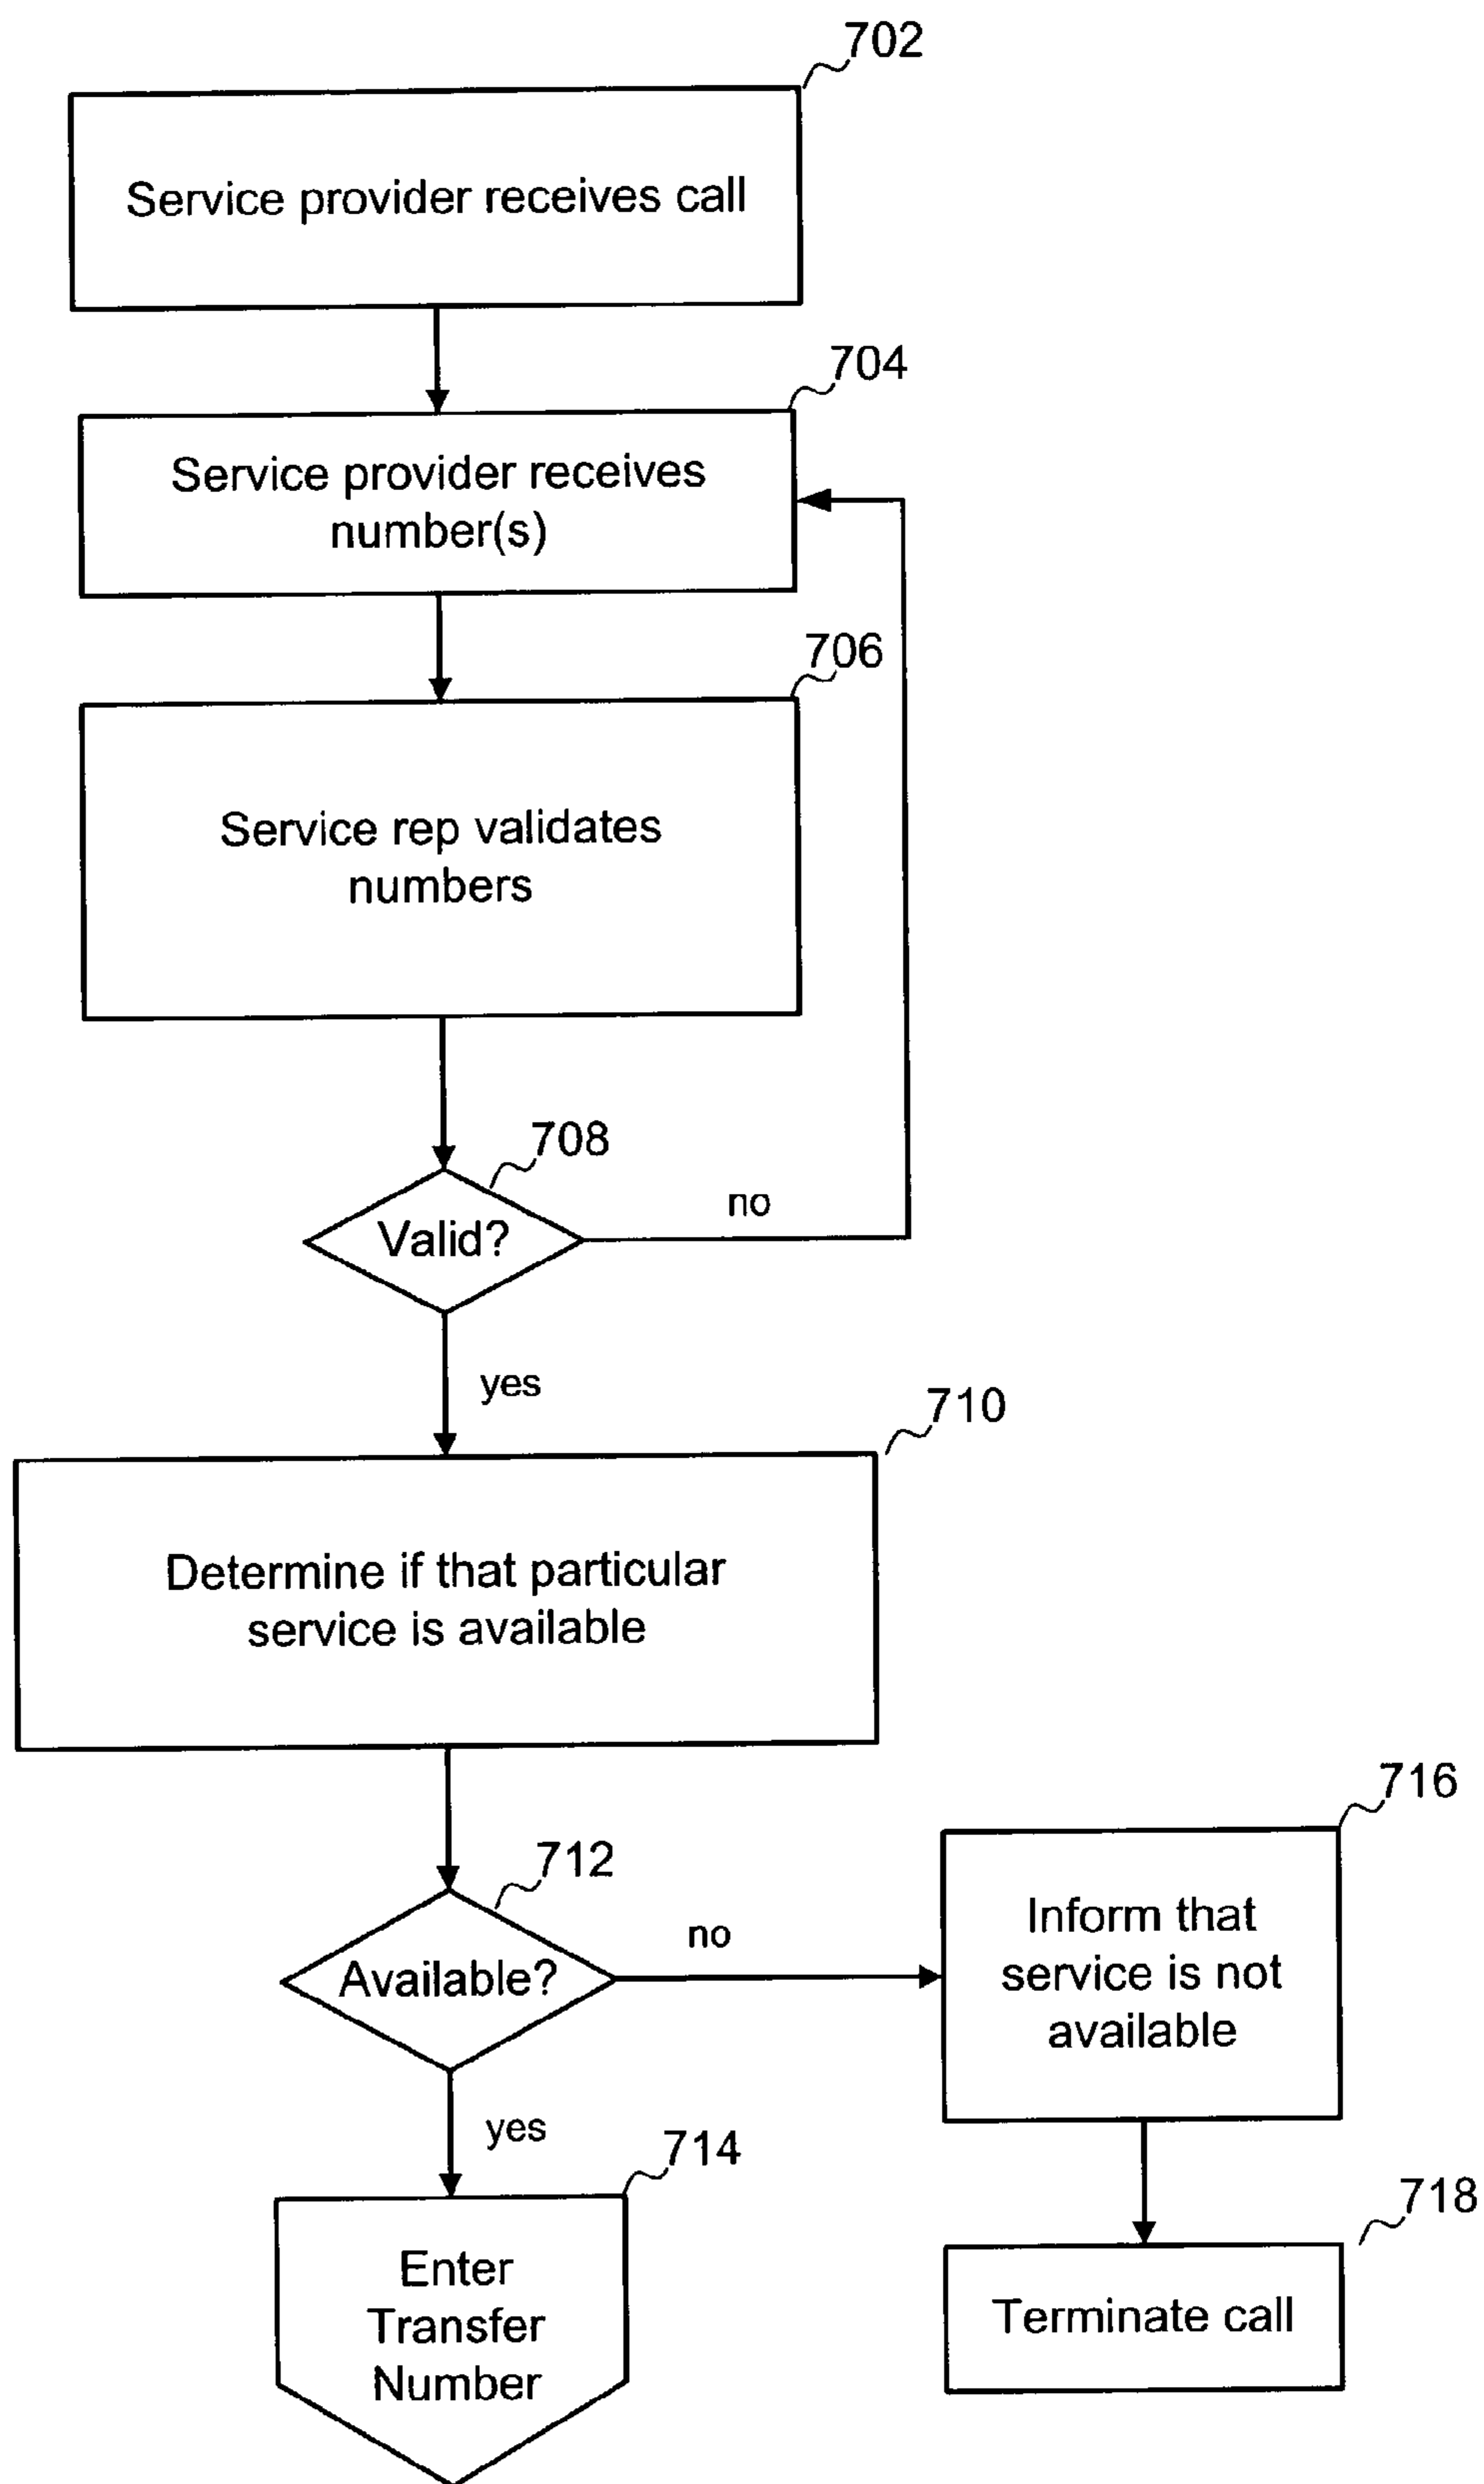 702
Service provider receives call
704
Service provider receives
number(s)
706
Service rep validates
numbers
708
Valid?
no
yes
710
Determine if that particular
service is available
712
Available?
no
716
Inform that
service is not
available
yes
714
Enter
Transfer
Number
718
Terminate call